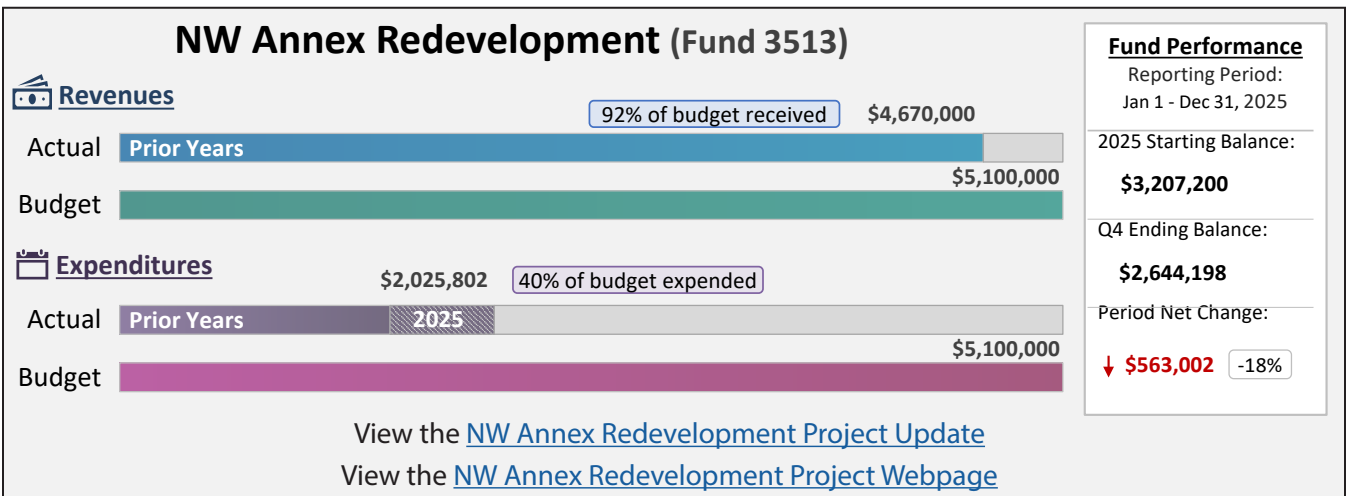 NW Annex Redevelopment (Fund 3513)
Revenues
92% of budget received $4,670,000
Actual Prior Years
$5,100,000
Budget
Expenditures
$2,025,802 40% of budget expended
Actual Prior Years 2025
$5,100,000
Budget
View the NW Annex Redevelopment Project Update
View the NW Annex Redevelopment Project Webpage
Fund Performance
Reporting Period:
Jan 1 - Dec 31, 2025
2025 Starting Balance:
$3,207,200
Q4 Ending Balance:
$2,644,198
Period Net Change:
↓ $563,002 -18%